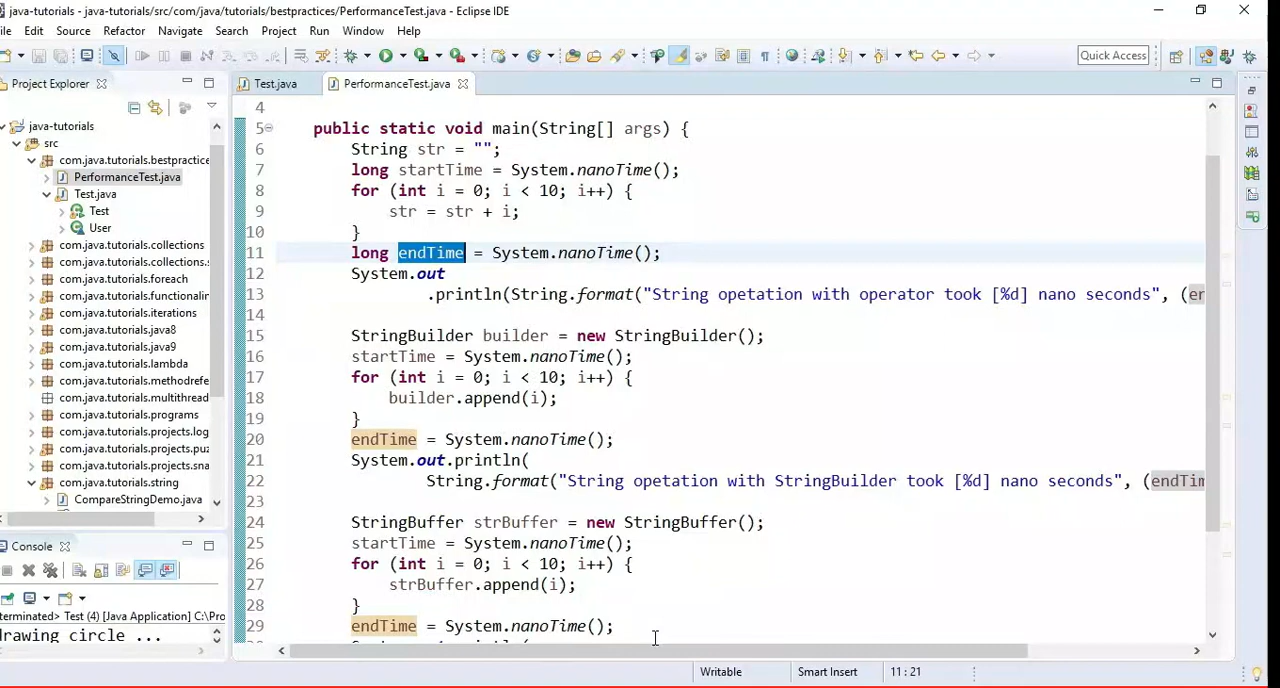 java-tutorials - src/com/java/tutorials/bestpractices/PerformanceTest.java - Eclipse IDE
ile Edit Source Refactor Navigate Search Project Run Window Help
Quick Access
Project Explorer
Test.java PerformanceTest.java
java-tutorials
src
com.java.tutorials.bestpractice
PerformanceTest.java
Test.java
Test
User
com.java.tutorials.collections
com.java.tutorials.collections.
com.java.tutorials.foreach
com.java.tutorials.functionalin
com.java.tutorials.iterations
com.java.tutorials.java8
com.java.tutorials.java9
com.java.tutorials.lambda
com.java.tutorials.methodrefe
com.java.tutorials.multithread
com.java.tutorials.programs
com.java.tutorials.projects.log
com.java.tutorials.projects.puz
com.java.tutorials.projects.sna
com.java.tutorials.string
CompareStringDemo.java
Console
terminated> Test (4) [Java Application] C:\Pro
drawing circle ...
4
5 public static void main(String[] args) {
6 String str = "";
7 long startTime = System.nanoTime();
8 for (int i = 0; i < 10; i++) {
9 str = str + i;
10 }
11 long endTime = System.nanoTime();
12 System.out
13 .println(String.format("String opetation with operator took [%d] nano seconds", (en
14
15 StringBuilder builder = new StringBuilder();
16 startTime = System.nanoTime();
17 for (int i = 0; i < 10; i++) {
18 builder.append(i);
19 }
20 endTime = System.nanoTime();
21 System.out.println(
22 String.format("String opetation with StringBuilder took [%d] nano seconds", (endTim
23
24 StringBuffer strBuffer = new StringBuffer();
25 startTime = System.nanoTime();
26 for (int i = 0; i < 10; i++) {
27 strBuffer.append(i);
28 }
29 endTime = System.nanoTime();
Writable Smart Insert 11 : 21